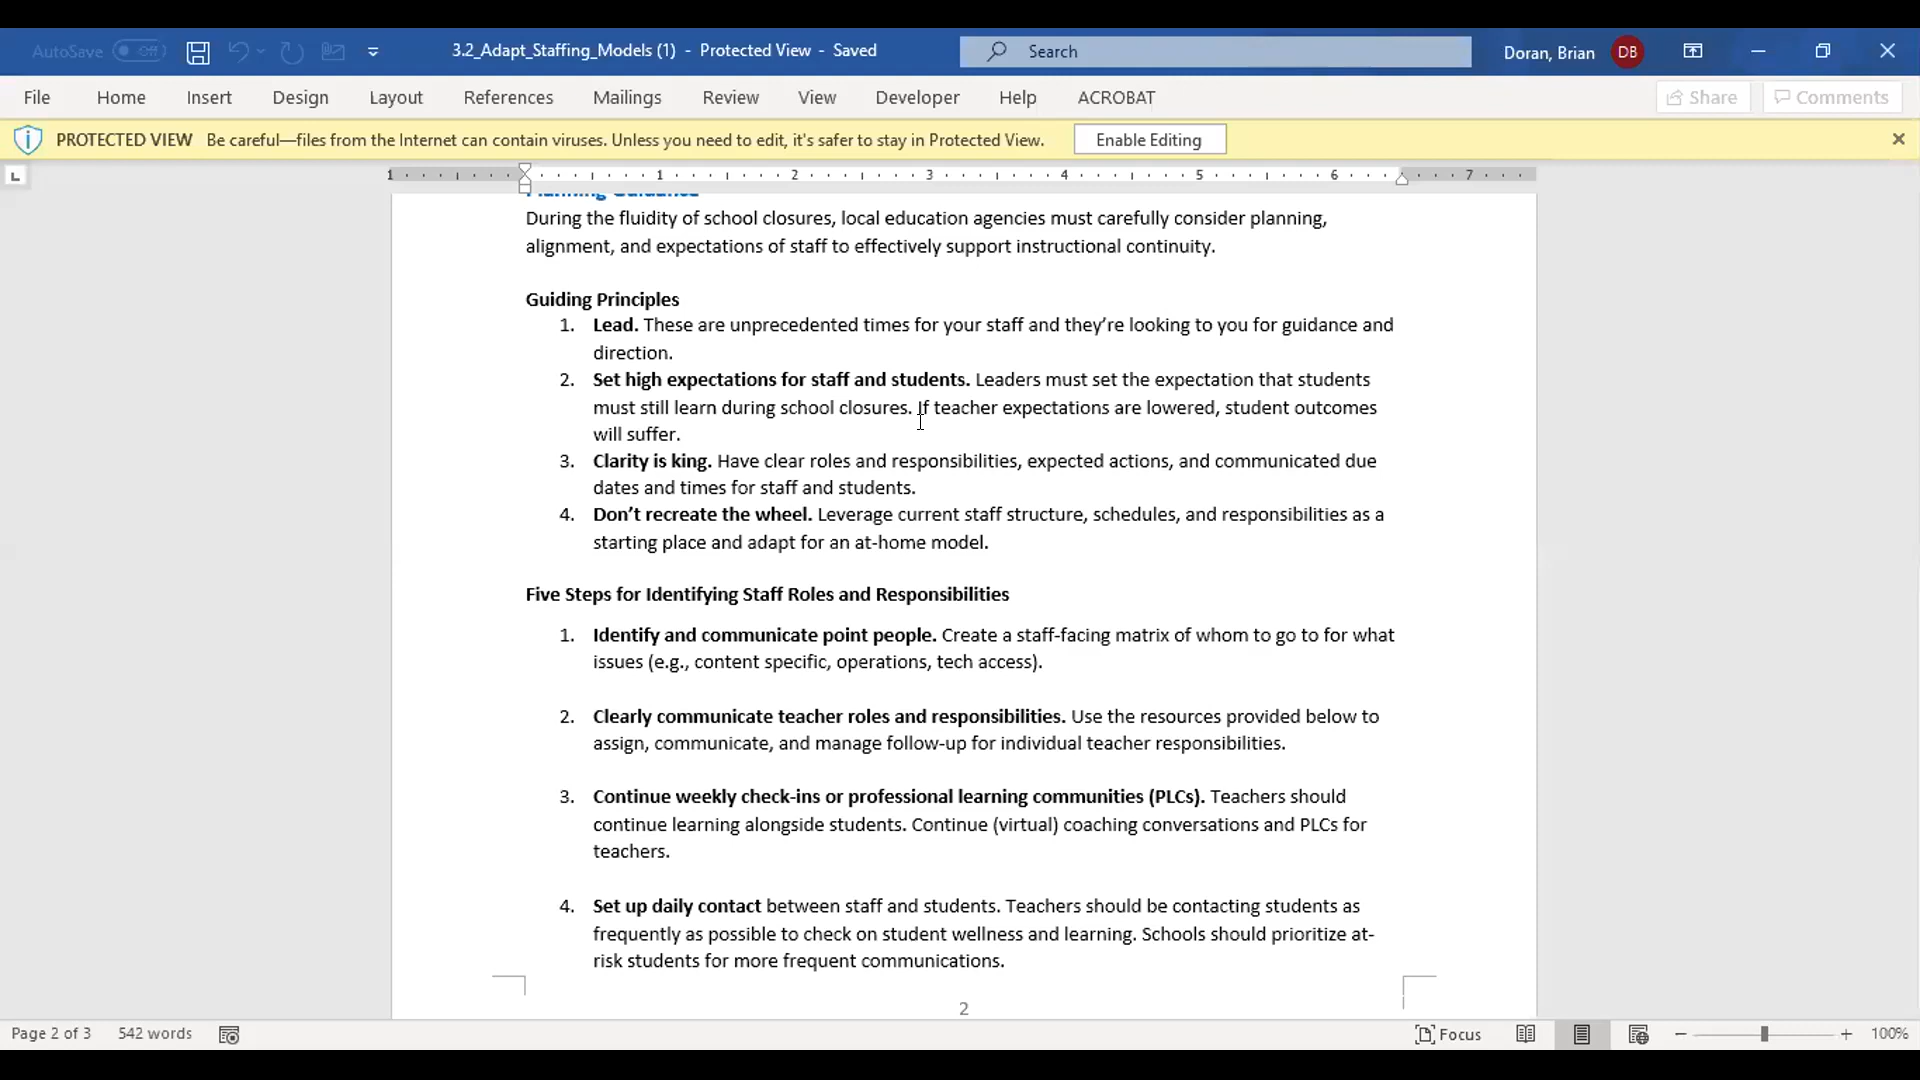 AutoSave Off 3.2_Adapt_Staffing_Models (1) - Protected View - Saved Search Doran, Brian DB
File Home Insert Design Layout References Mailings Review View Developer Help ACROBAT Share Comments
PROTECTED VIEW Be careful—files from the Internet can contain viruses. Unless you need to edit, it's safer to stay in Protected View. Enable Editing
1 1 2 3 4 5 6 7
Planning Guidance
During the fluidity of school closures, local education agencies must carefully consider planning,
alignment, and expectations of staff to effectively support instructional continuity.
Guiding Principles
1. Lead. These are unprecedented times for your staff and they’re looking to you for guidance and
direction.
2. Set high expectations for staff and students. Leaders must set the expectation that students
must still learn during school closures. If teacher expectations are lowered, student outcomes
will suffer.
3. Clarity is king. Have clear roles and responsibilities, expected actions, and communicated due
dates and times for staff and students.
4. Don’t recreate the wheel. Leverage current staff structure, schedules, and responsibilities as a
starting place and adapt for an at-home model.
Five Steps for Identifying Staff Roles and Responsibilities
1. Identify and communicate point people. Create a staff-facing matrix of whom to go to for what
issues (e.g., content specific, operations, tech access).
2. Clearly communicate teacher roles and responsibilities. Use the resources provided below to
assign, communicate, and manage follow-up for individual teacher responsibilities.
3. Continue weekly check-ins or professional learning communities (PLCs). Teachers should
continue learning alongside students. Continue (virtual) coaching conversations and PLCs for
teachers.
4. Set up daily contact between staff and students. Teachers should be contacting students as
frequently as possible to check on student wellness and learning. Schools should prioritize at-
risk students for more frequent communications.
2
Page 2 of 3 542 words Focus 100%